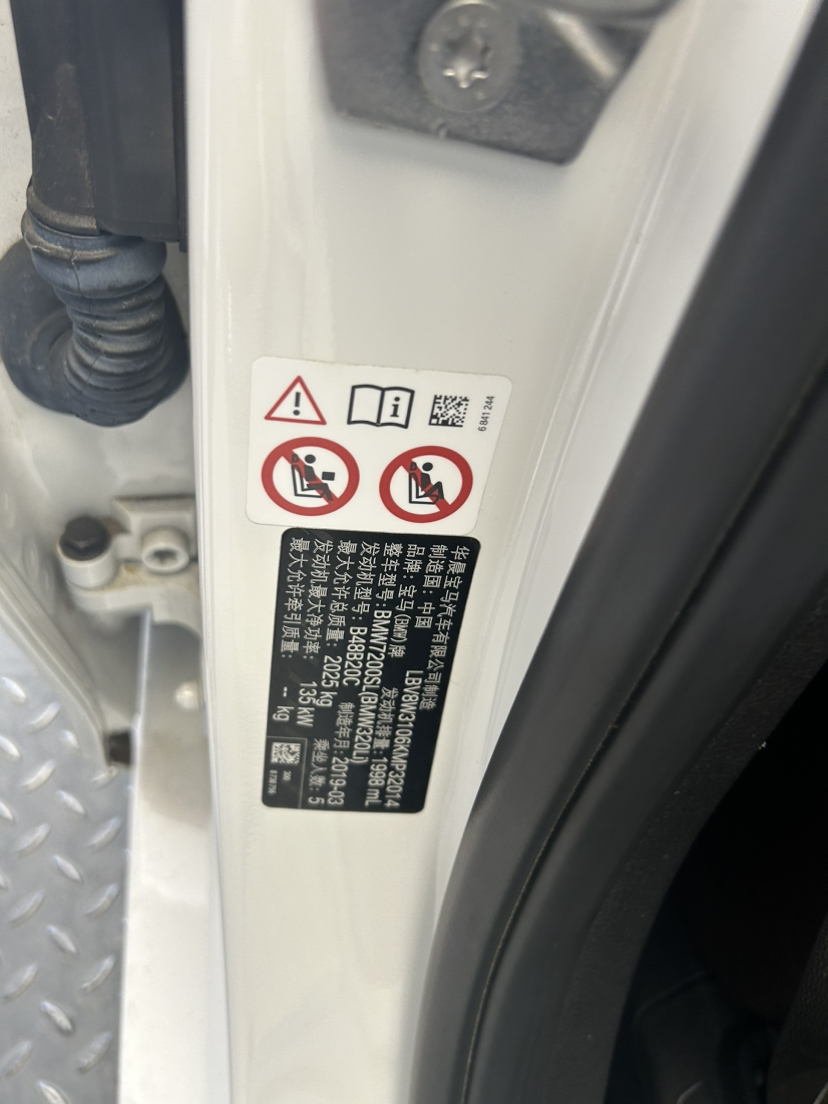 6 841 244
华晨宝马汽车有限公司制造
制造国：中国 LBV8W3106KMP32014
品牌：宝马(BMW)牌 发动机排量：1998 mL
整车型号：BMW7200SL(BMW320Li)
发动机型号：B48B20C 制造年月：2019-03
最大允许总质量：2025 kg 乘坐人数：5
发动机最大净功率：135 kW
最大允许牵引质量：-- kg